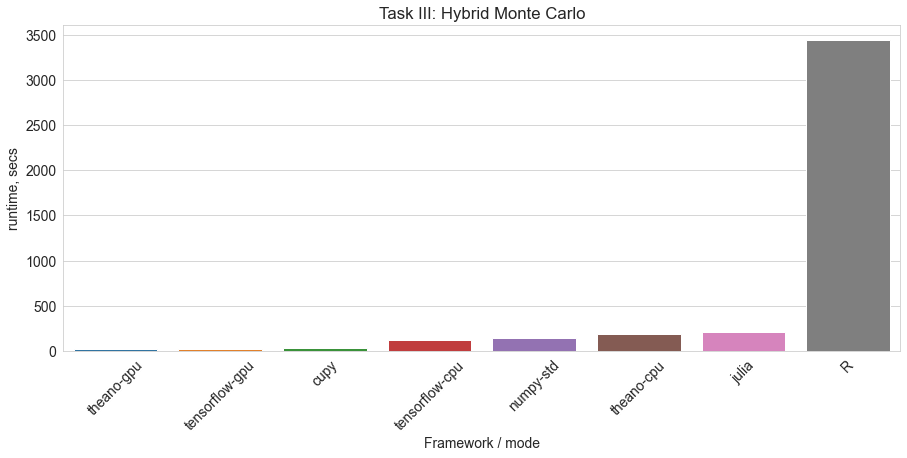 Task III: Hybrid Monte Carlo
runtime, secs
3500
3000
2500
2000
1500
1000
500
0
theano-gpu
tensorflow-gpu
cupy
tensorflow-cpu
numpy-std
theano-cpu
julia
R
Framework / mode